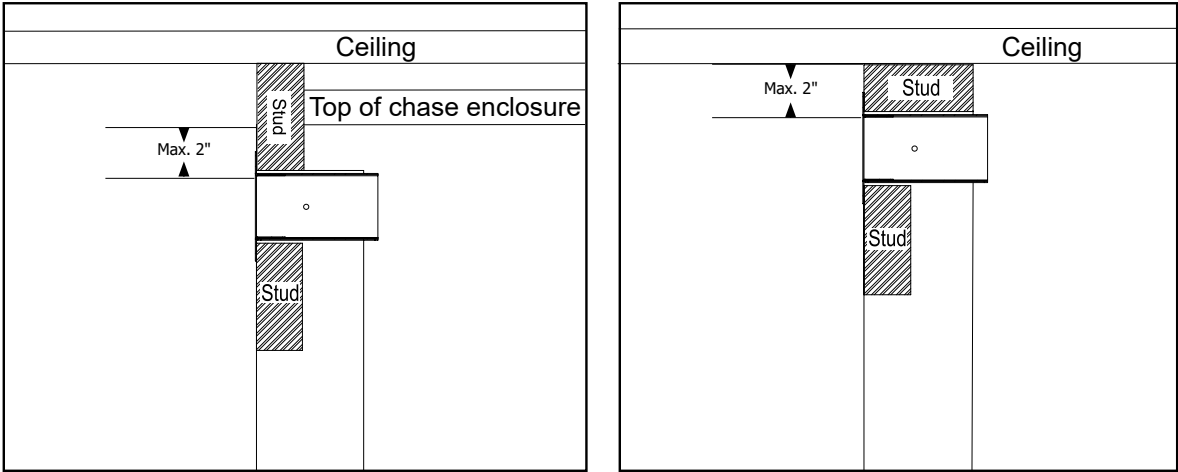 Ceiling
Stud
Top of chase enclosure
Max. 2"
Stud
Ceiling
Max. 2"
Stud
Stud